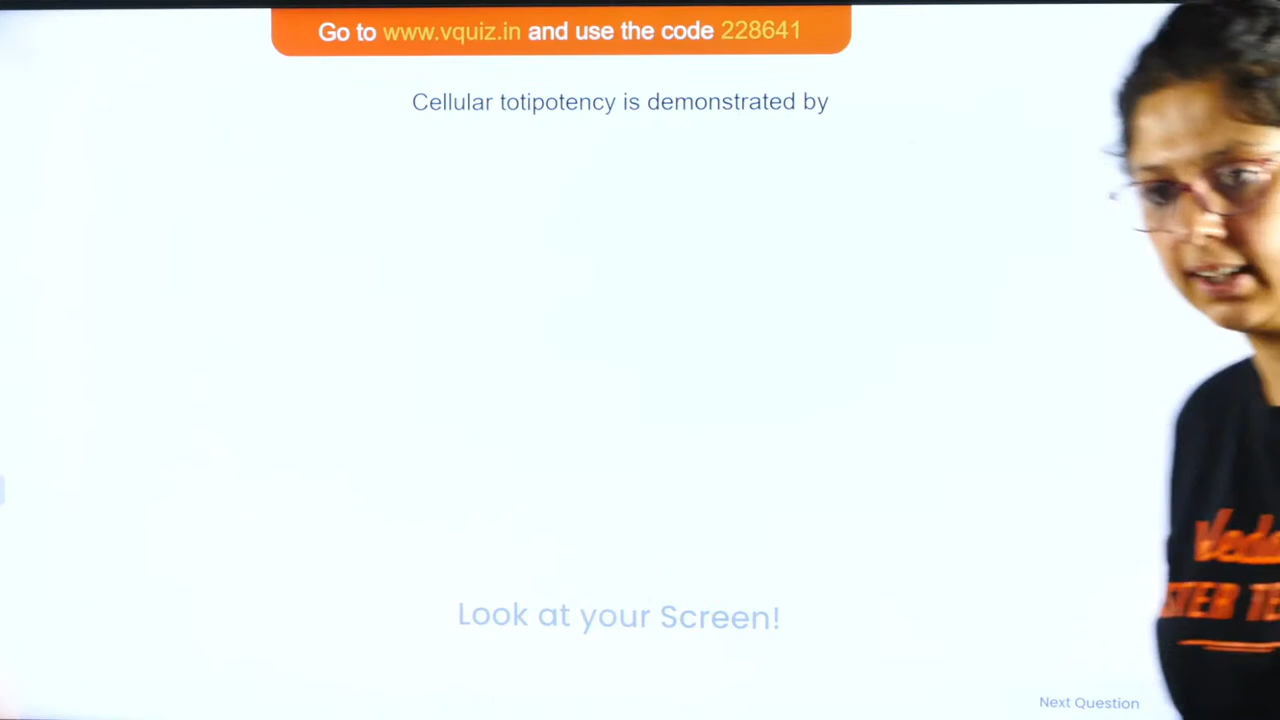 Go to www.vquiz.in and use the code 228641
Cellular totipotency is demonstrated by
Look at your Screen!
Next Question